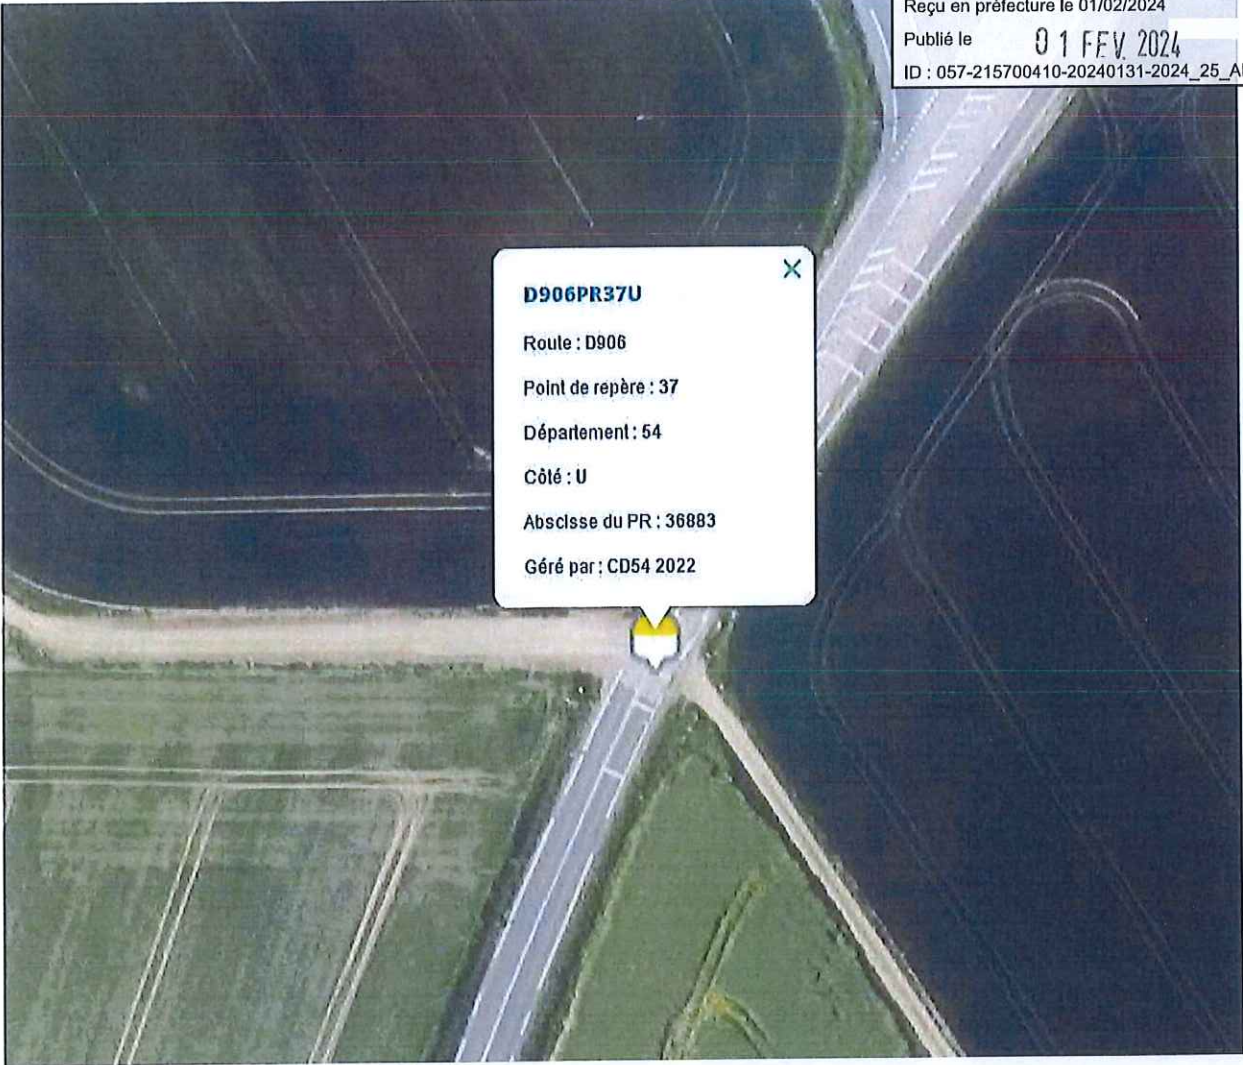 Reçu en préfecture le 01/02/2024
Publié le 01 FEV. 2024
ID : 057-215700410-20240131-2024_25_A
D906PR37U
Route : D906
Point de repère : 37
Département : 54
Côté : U
Abscisse du PR : 36883
Géré par : CD54 2022